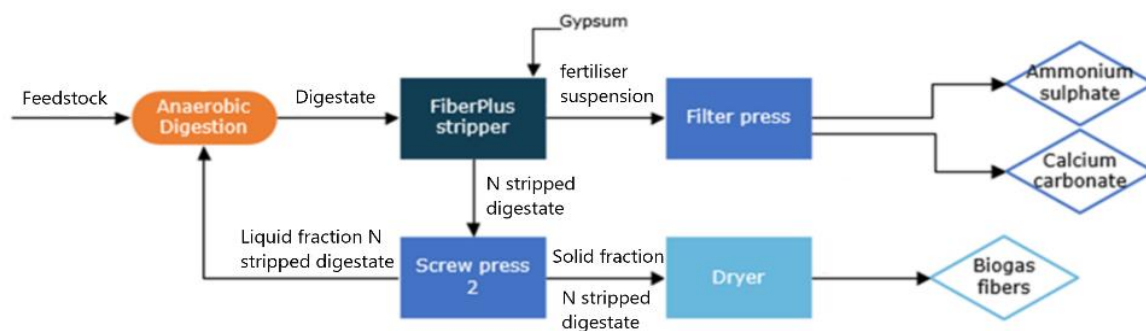 Gypsum
Feedstock
Anaerobic
Digestion
Digestate
FiberPlus
stripper
fertiliser
suspension
Filter press
Ammonium
sulphate
Calcium
carbonate
N stripped
digestate
Liquid fraction N
stripped digestate
Screw press
2
Solid fraction
N stripped
digestate
Dryer
Biogas
fibers